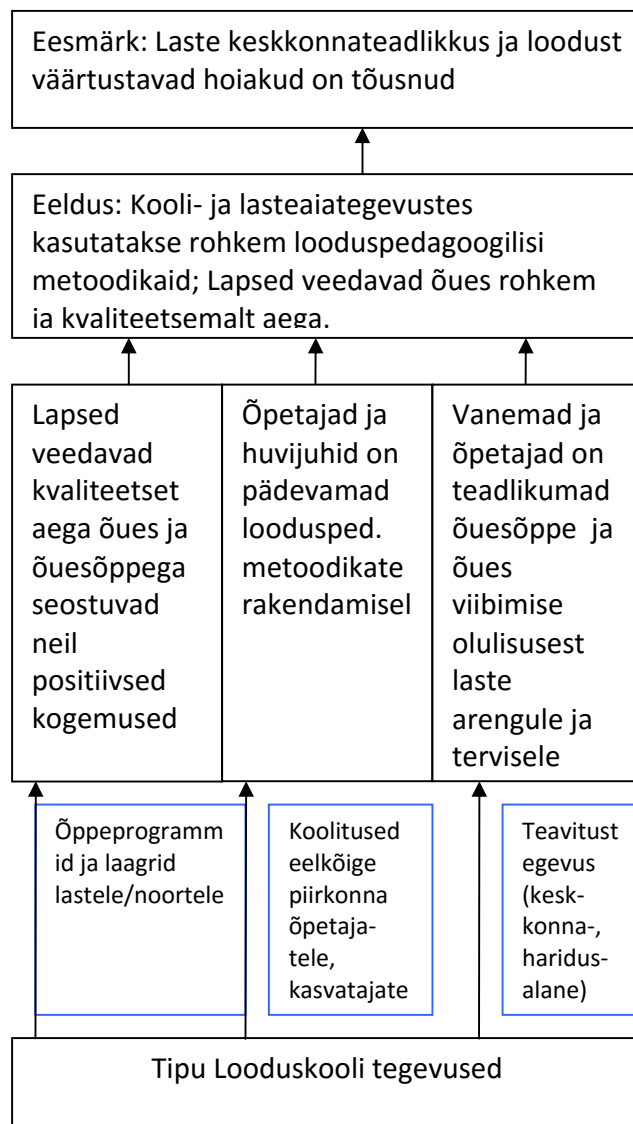 Eesmärk: Laste keskkonnateadlikkus ja loodust
väärtustavad hoiakud on tõusnud
Eeldus: Kooli- ja lasteaiategevustes
kasutatakse rohkem looduspedagoogilisi
metoodikaid; Lapsed veedavad õues rohkem
ja kvaliteetsemalt aega.
Lapsed
veedavad
kvaliteetset
aega õues ja
õuesõppega
seostuvad
neil
positiivsed
kogemused
Õpetajad ja
huvijuhid on
pädevamad
loodusped.
metoodikate
rakendamisel
Vanemad ja
õpetajad on
teadlikumad
õuesõppe ja
õues
viibimise
olulisusest
laste
arengule ja
tervisele
Õppeprogramm
id ja laagrid
lastele/noortele
Koolitused
eelkõige
piirkonna
õpetaja-
tele,
kasvatajate
Teavitust
egevus
(kesk-
konna-,
haridus-
alane)
Tipu Looduskooli tegevused